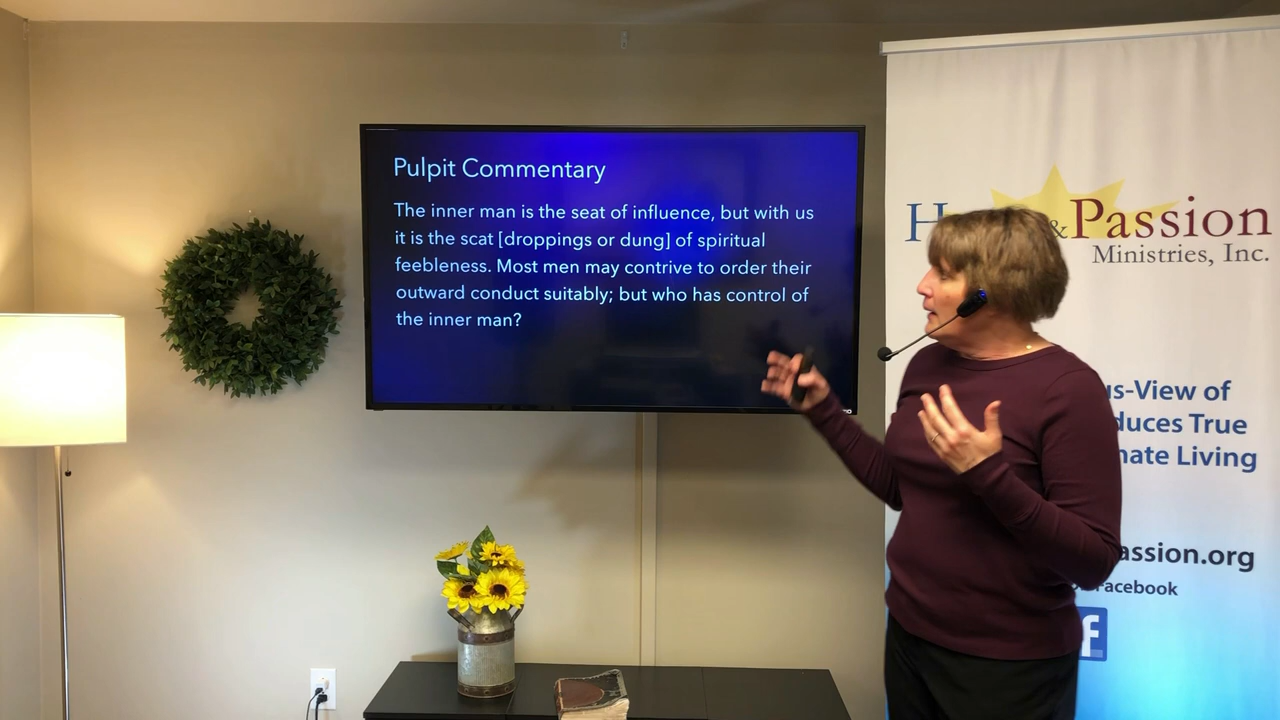 Pulpit Commentary
The inner man is the seat of influence, but with us
it is the scat [droppings or dung] of spiritual
feebleness. Most men may contrive to order their
outward conduct suitably; but who has control of
the inner man?
&Passion
Ministries, Inc.
s-View of
duces True
nate Living
assion.org
Facebook
f